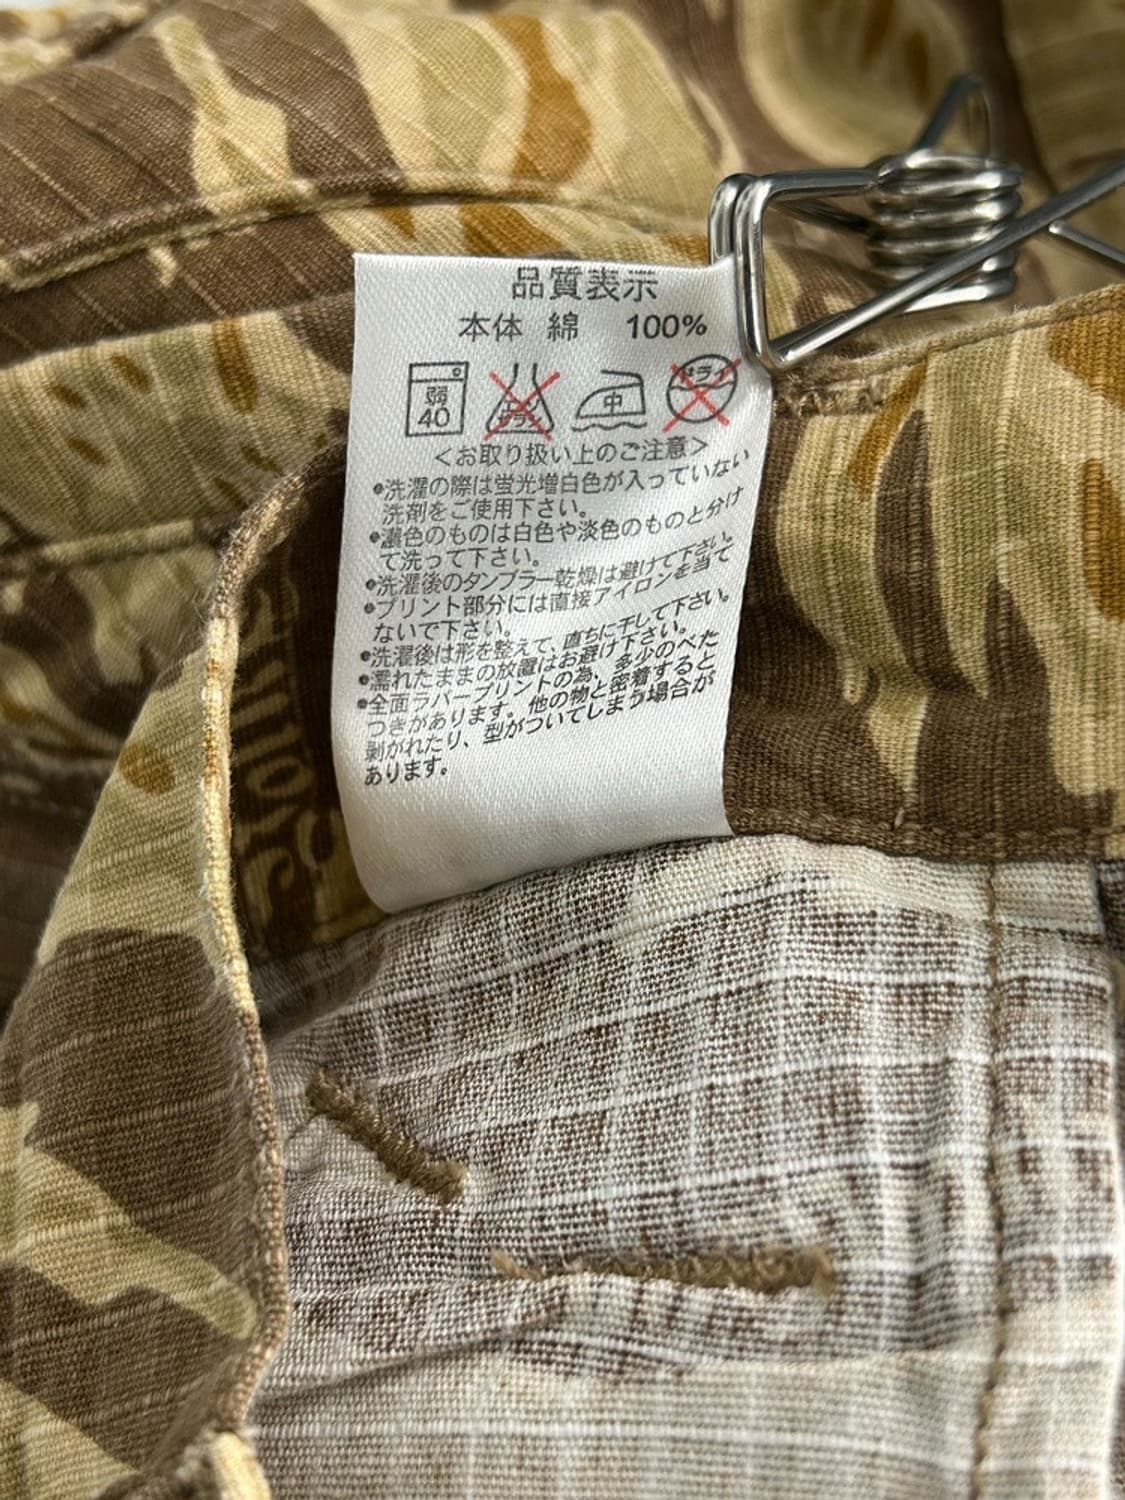 品質表示
本体 綿 100%
弱 40 エンソ サラシ 中 ドライ
<お取り扱い上のご注意>
●洗濯の際は蛍光増白色が入っていない
洗剤をご使用下さい。
●濃色のものは白色や淡色のものと分け
て洗って下さい。
●洗濯後のタンブラー乾燥は避けて下さい。
●プリント部分には直接アイロンを当て
ないで下さい。
●洗濯後は形を整えて、直ちに干して下さい。
●濡れたままの放置はお避け下さい。
●全面ラバープリントの為、多少のべた
つきがあります。他の物と密着すると
剥がれたり、型がついてしまう場合が
あります。